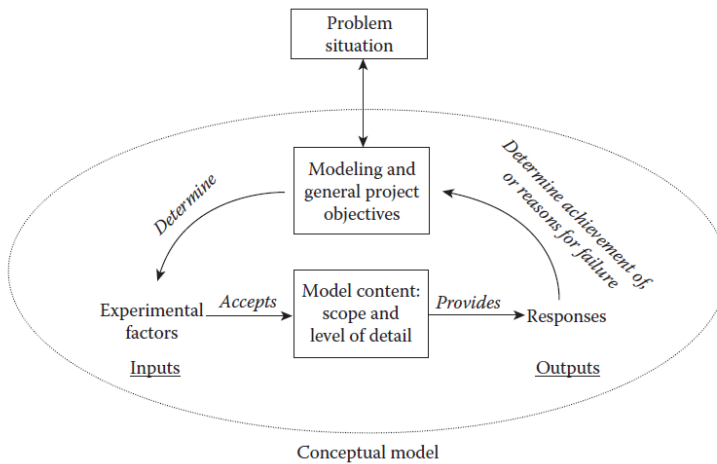 Problem
situation
Modeling and
general project
objectives
Determine
Determine achievement of,
or reasons for failure
Experimental
factors
Accepts
Model content:
scope and
level of detail
Provides
Responses
Inputs
Outputs
Conceptual model